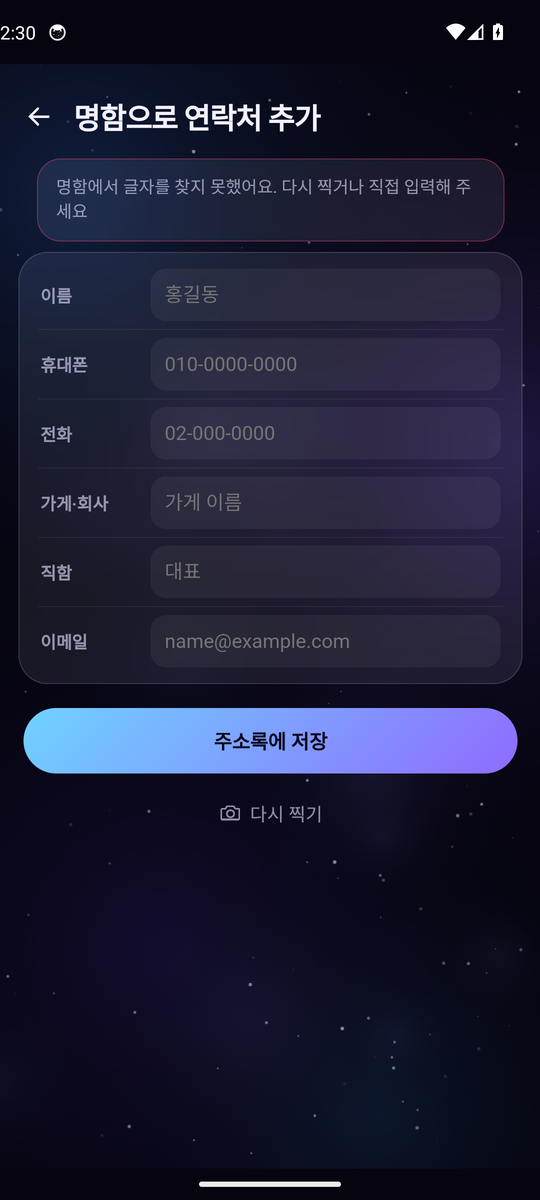 2:30
명함으로 연락처 추가
명함에서 글자를 찾지 못했어요. 다시 찍거나 직접 입력해 주
세요
이름 홍길동
휴대폰 010-0000-0000
전화 02-000-0000
가게·회사 가게 이름
직함 대표
이메일 name@example.com
주소록에 저장
다시 찍기